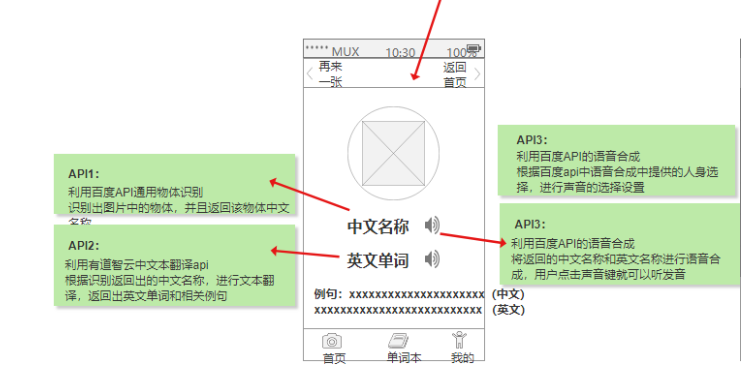 ***** MUX 10:30 100%
再来 返回
一张 首页
API1：
利用百度API通用物体识别
识别出图片中的物体，并且返回该物体中文
名称
API2：
利用有道智云中文本翻译api
根据识别返回出的中文名称，进行文本翻
译，返回出英文单词和相关例句
中文名称
英文单词
例句：xxxxxxxxxxxxxxxxxxxxx（中文）
xxxxxxxxxxxxxxxxxxxxxxxxxx（英文）
首页 单词本 我的
API3：
利用百度API的语音合成
根据百度api中语音合成中提供的人身选
择，进行声音的选择设置
API3：
利用百度API的语音合成
将返回的中文名称和英文名称进行语音合
成，用户点击声音键就可以听发音